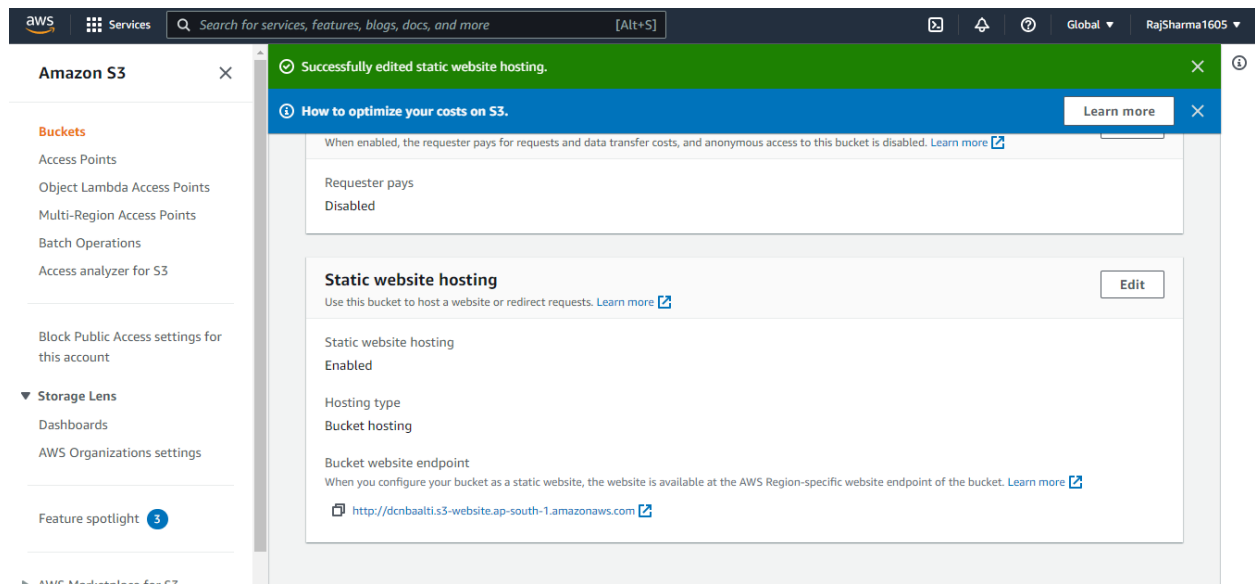 aws Services Search for services, features, blogs, docs, and more [Alt+S] Global RajSharma1605
Amazon S3
Buckets
Access Points
Object Lambda Access Points
Multi-Region Access Points
Batch Operations
Access analyzer for S3
Block Public Access settings for
this account
Storage Lens
Dashboards
AWS Organizations settings
Feature spotlight 3
AWS Marketplace for S3
Successfully edited static website hosting.
How to optimize your costs on S3. Learn more
When enabled, the requester pays for requests and data transfer costs, and anonymous access to this bucket is disabled. Learn more
Requester pays
Disabled
Static website hosting Edit
Use this bucket to host a website or redirect requests. Learn more
Static website hosting
Enabled
Hosting type
Bucket hosting
Bucket website endpoint
When you configure your bucket as a static website, the website is available at the AWS Region-specific website endpoint of the bucket. Learn more
http://dcnbaalti.s3-website.ap-south-1.amazonaws.com